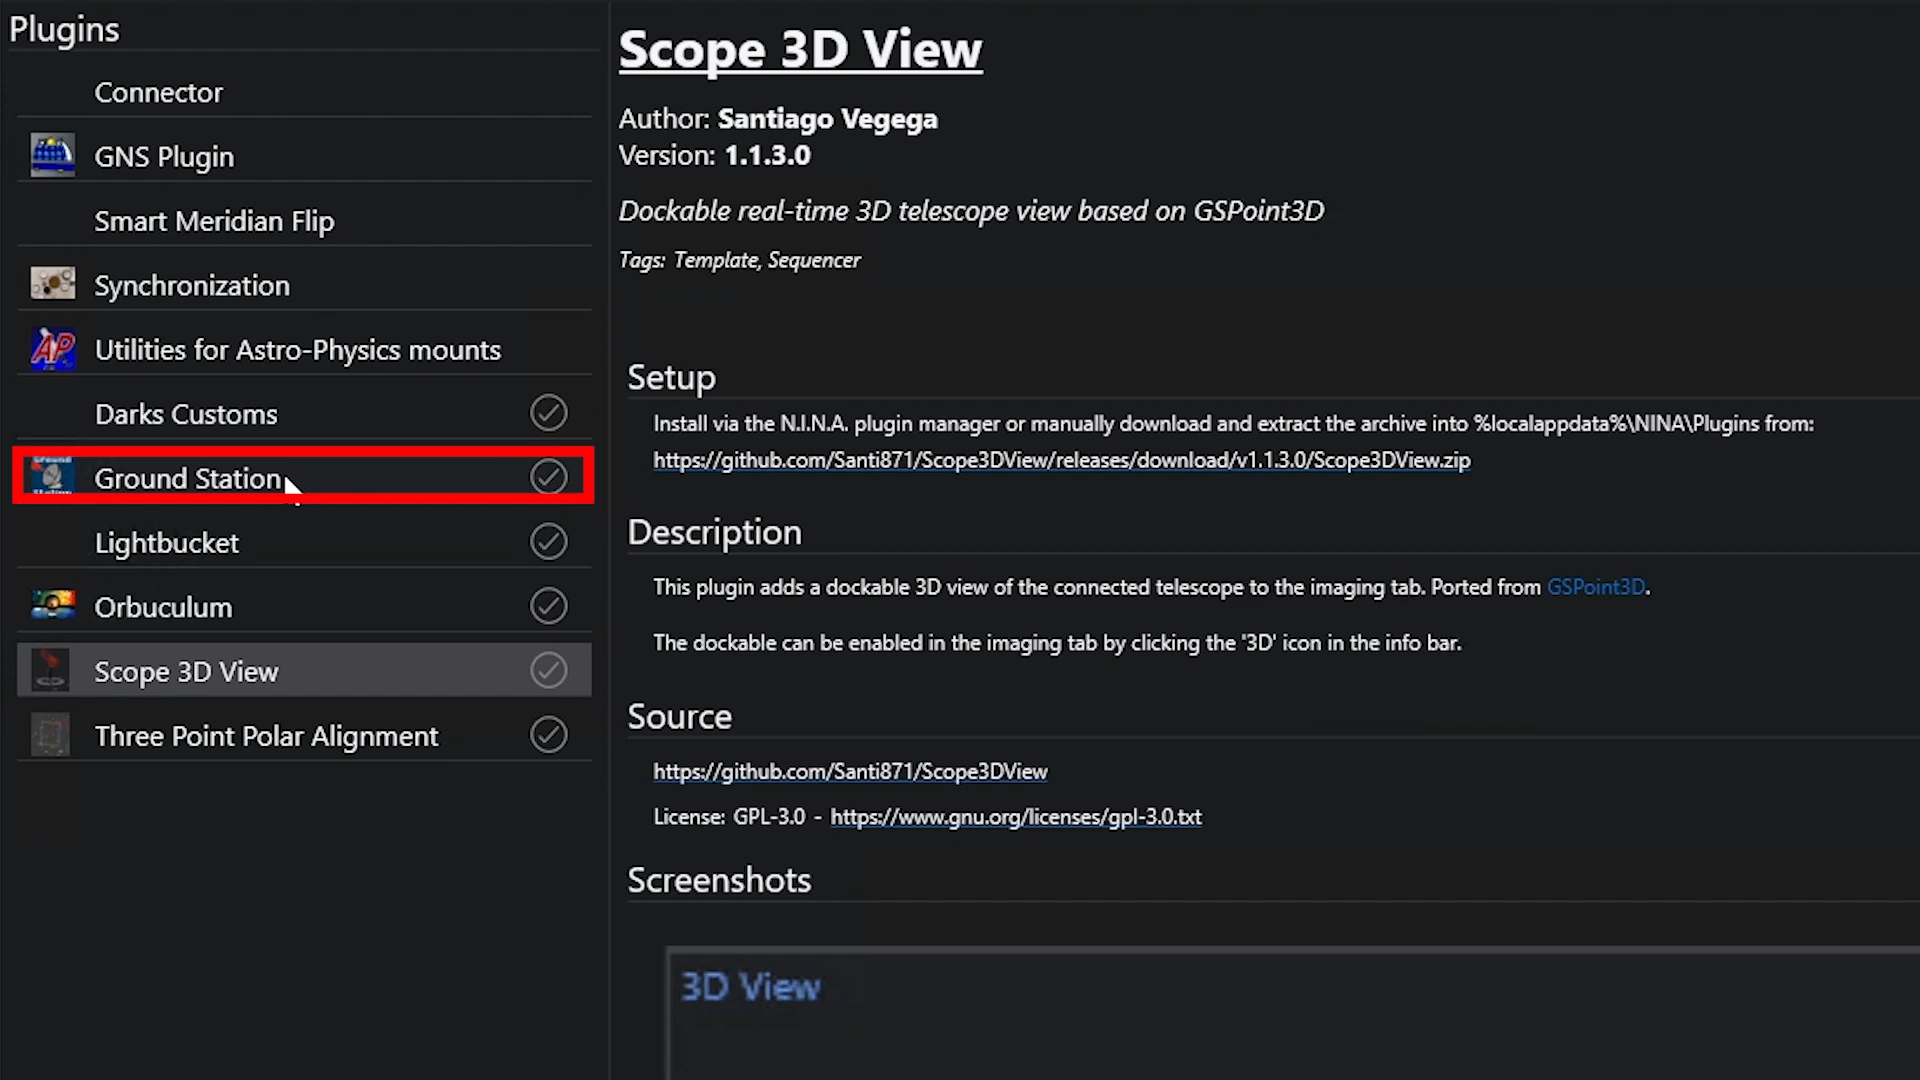 Plugins
Connector
GNS Plugin
Smart Meridian Flip
Synchronization
AP
Utilities for Astro-Physics mounts
Darks Customs
Ground Station
Lightbucket
Orbuculum
Scope 3D View
Three Point Polar Alignment
Scope 3D View
Author: Santiago Vegega
Version: 1.1.3.0
Dockable real-time 3D telescope view based on GSPoint3D
Tags: Template, Sequencer
Setup
Install via the N.I.N.A. plugin manager or manually download and extract the archive into %localappdata%\NINA\Plugins from:
https://github.com/Santi871/Scope3DView/releases/download/v1.1.3.0/Scope3DView.zip
Description
This plugin adds a dockable 3D view of the connected telescope to the imaging tab. Ported from GSPoint3D.
The dockable can be enabled in the imaging tab by clicking the '3D' icon in the info bar.
Source
https://github.com/Santi871/Scope3DView
License: GPL-3.0 - https://www.gnu.org/licenses/gpl-3.0.txt
Screenshots
3D View